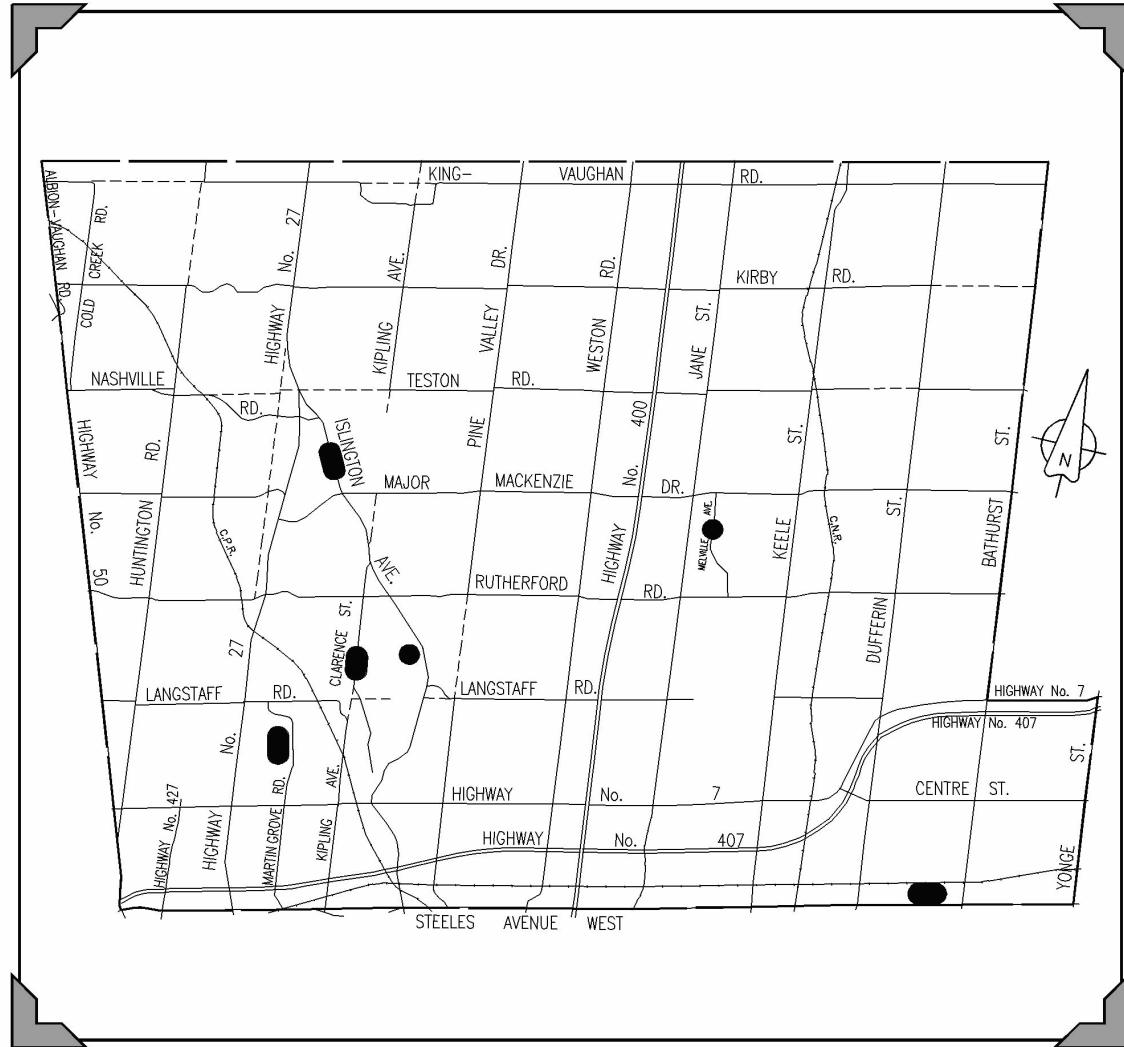 KING-
VAUGHAN
RD.
ALBION-VAUGHAN RD.
COLD CREEK RD.
No. 27
AVE.
DR.
RD.
KIRBY RD.
HIGHWAY
KIPLING
VALLEY
WESTON
JANE ST.
NASHVILLE
RD.
TESTON RD.
HIGHWAY
RD.
ISLINGTON
PINE
400
ST.
ST.
N
MAJOR MACKENZIE DR.
No.
No.
HUNTINGTON
C.P.R.
HIGHWAY
MELVILLE AVE.
KEELE
C.N.R.
ST.
BATHURST
50
AVE.
RUTHERFORD RD.
27
CLARENCE ST.
DUFFERIN
LANGSTAFF RD.
LANGSTAFF RD.
HIGHWAY No. 7
HIGHWAY No. 407
No.
ST.
HIGHWAY No. 427
HIGHWAY
MARTIN GROVE RD.
KIPLING AVE.
HIGHWAY No. 7
CENTRE ST.
HIGHWAY No. 407
YONGE
STEELES AVENUE WEST